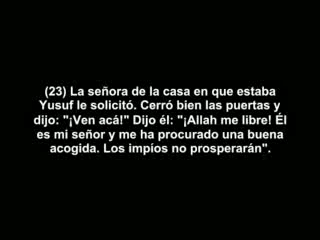 (23) La señora de la casa en que estaba
Yusuf le solicitó. Cerró bien las puertas y
dijo: "¡Ven acá!" Dijo él: "¡Allah me libre! Él
es mi señor y me ha procurado una buena
acogida. Los impíos no prosperarán".